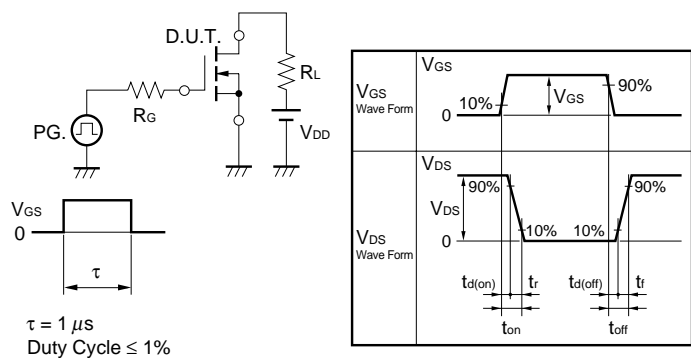 D.U.T.
RL
RG
PG.
VDD
VGS
0
τ
τ = 1 μs
Duty Cycle ≤ 1%
VGS
Wave Form
VGS
10%
90%
VGS
0
VDS
Wave Form
VDS
90%
90%
VDS
10%
10%
0
td(on)
tr
td(off)
tf
ton
toff